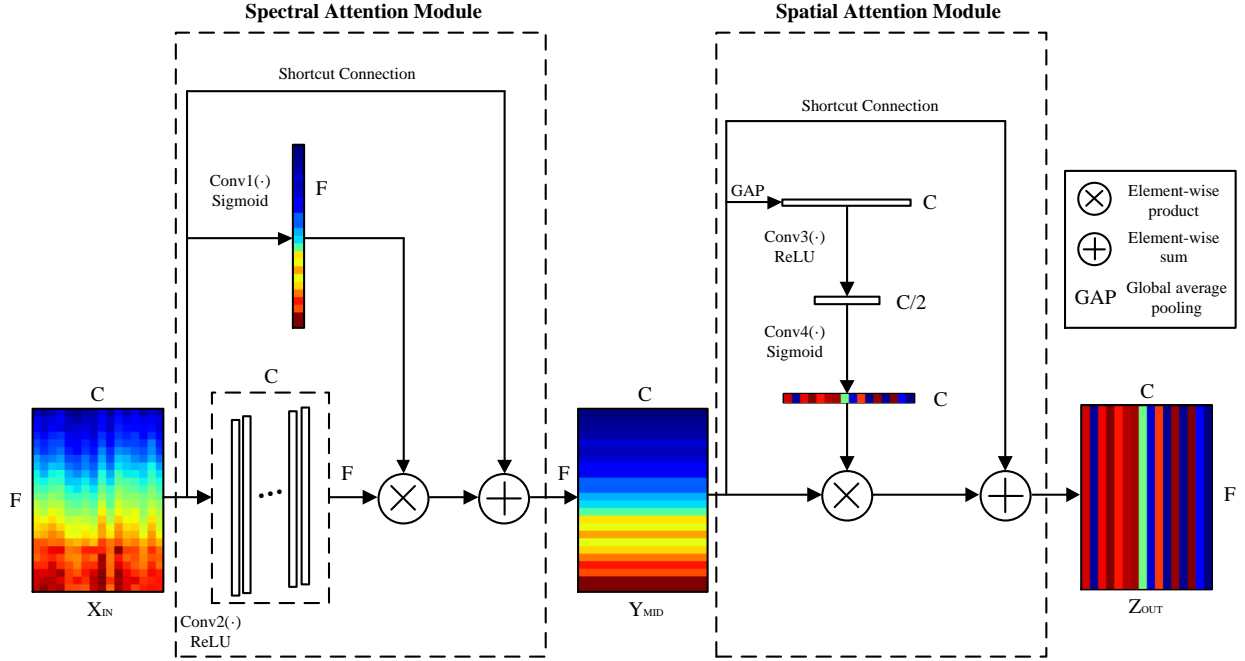 Spectral Attention Module
Spatial Attention Module
Shortcut Connection
Conv1(·)
Sigmoid
F
C
F
C
F
XIN
Conv2(·)
ReLU
F
C
YMID
Shortcut Connection
GAP
C
Conv3(·)
ReLU
C/2
Conv4(·)
Sigmoid
C
C
F
ZOUT
Element-wise
product
Element-wise
sum
GAP
Global average
pooling